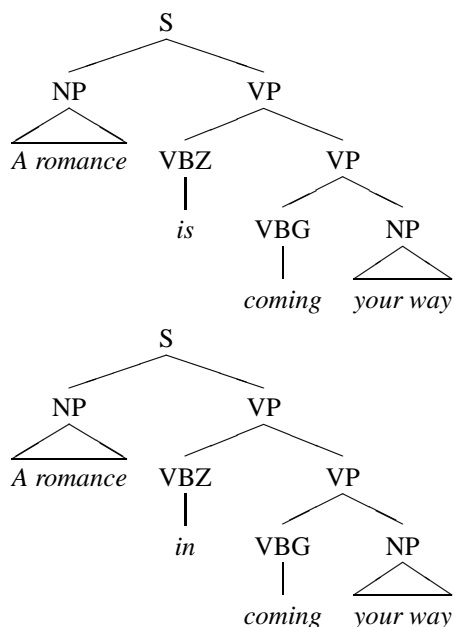 S
NP VP
A romance VBZ VP
is VBG NP
coming your way
S
NP VP
A romance VBZ VP
in VBG NP
coming your way